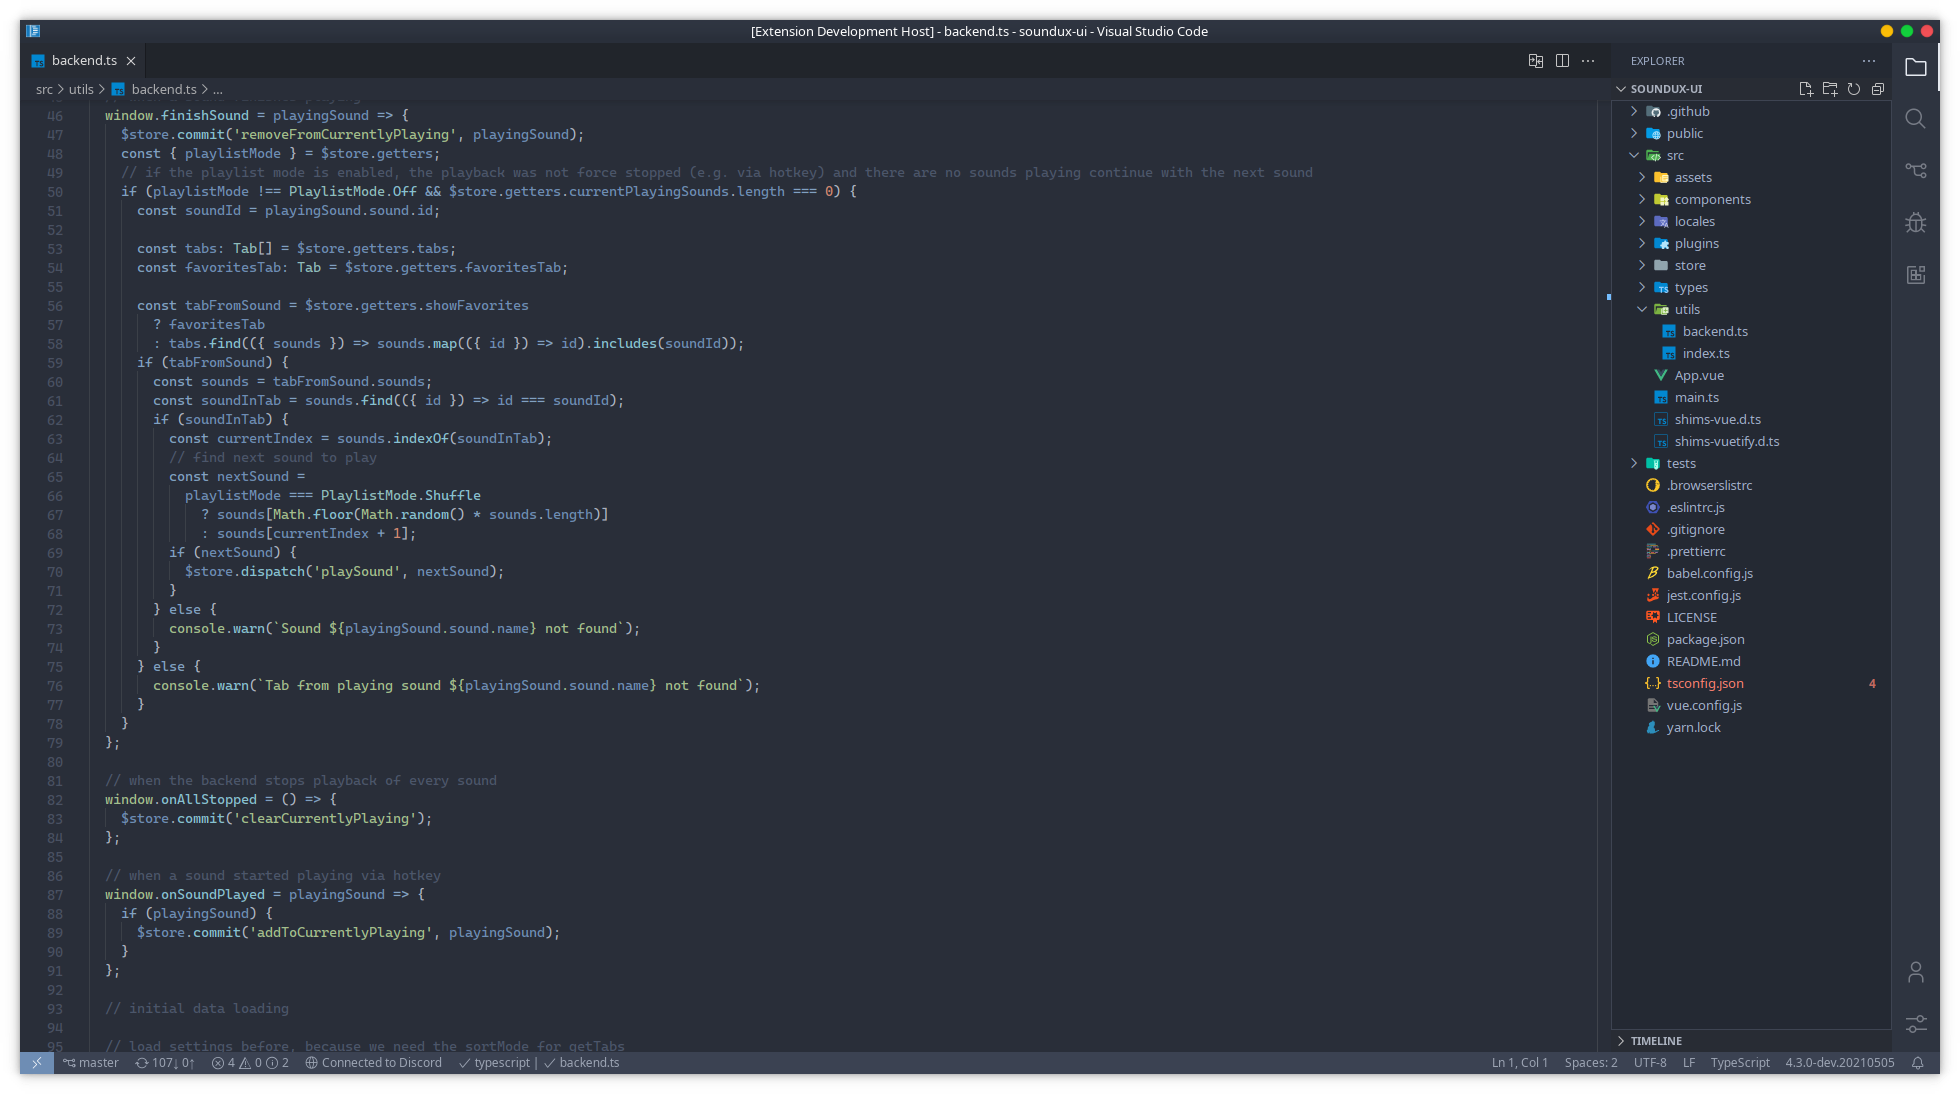 [Extension Development Host] - backend.ts - soundux-ui - Visual Studio Code
backend.ts
src > utils > backend.ts > ...
46 window.finishSound = playingSound => {
47 $store.commit('removeFromCurrentlyPlaying', playingSound);
48 const { playlistMode } = $store.getters;
49 // if the playlist mode is enabled, the playback was not force stopped (e.g. via hotkey) and there are no sounds playing continue with the next sound
50 if (playlistMode !== PlaylistMode.Off && $store.getters.currentPlayingSounds.length === 0) {
51 const soundId = playingSound.sound.id;
52
53 const tabs: Tab[] = $store.getters.tabs;
54 const favoritesTab: Tab = $store.getters.favoritesTab;
55
56 const tabFromSound = $store.getters.showFavorites
57 ? favoritesTab
58 : tabs.find(({ sounds }) => sounds.map(({ id }) => id).includes(soundId));
59 if (tabFromSound) {
60 const sounds = tabFromSound.sounds;
61 const soundInTab = sounds.find(({ id }) => id === soundId);
62 if (soundInTab) {
63 const currentIndex = sounds.indexOf(soundInTab);
64 // find next sound to play
65 const nextSound =
66 playlistMode === PlaylistMode.Shuffle
67 ? sounds[Math.floor(Math.random() * sounds.length)]
68 : sounds[currentIndex + 1];
69 if (nextSound) {
70 $store.dispatch('playSound', nextSound);
71 }
72 } else {
73 console.warn(`Sound ${playingSound.sound.name} not found`);
74 }
75 } else {
76 console.warn(`Tab from playing sound ${playingSound.sound.name} not found`);
77 }
78 }
79 };
80
81 // when the backend stops playback of every sound
82 window.onAllStopped = () => {
83 $store.commit('clearCurrentlyPlaying');
84 };
85
86 // when a sound started playing via hotkey
87 window.onSoundPlayed = playingSound => {
88 if (playingSound) {
89 $store.commit('addToCurrentlyPlaying', playingSound);
90 }
91 };
92
93 // initial data loading
94
95 // load settings before, because we need the sortMode for getTabs
EXPLORER
SOUNDUX-UI
.github
public
src
assets
components
locales
plugins
store
types
utils
backend.ts
index.ts
App.vue
main.ts
shims-vue.d.ts
shims-vuetify.d.ts
tests
.browserslistrc
.eslintrc.js
.gitignore
.prettierrc
babel.config.js
jest.config.js
LICENSE
package.json
README.md
tsconfig.json 4
vue.config.js
yarn.lock
TIMELINE
master 107↓ 0↑ 4 0 2 Connected to Discord typescript | backend.ts Ln 1, Col 1 Spaces: 2 UTF-8 LF TypeScript 4.3.0-dev.20210505